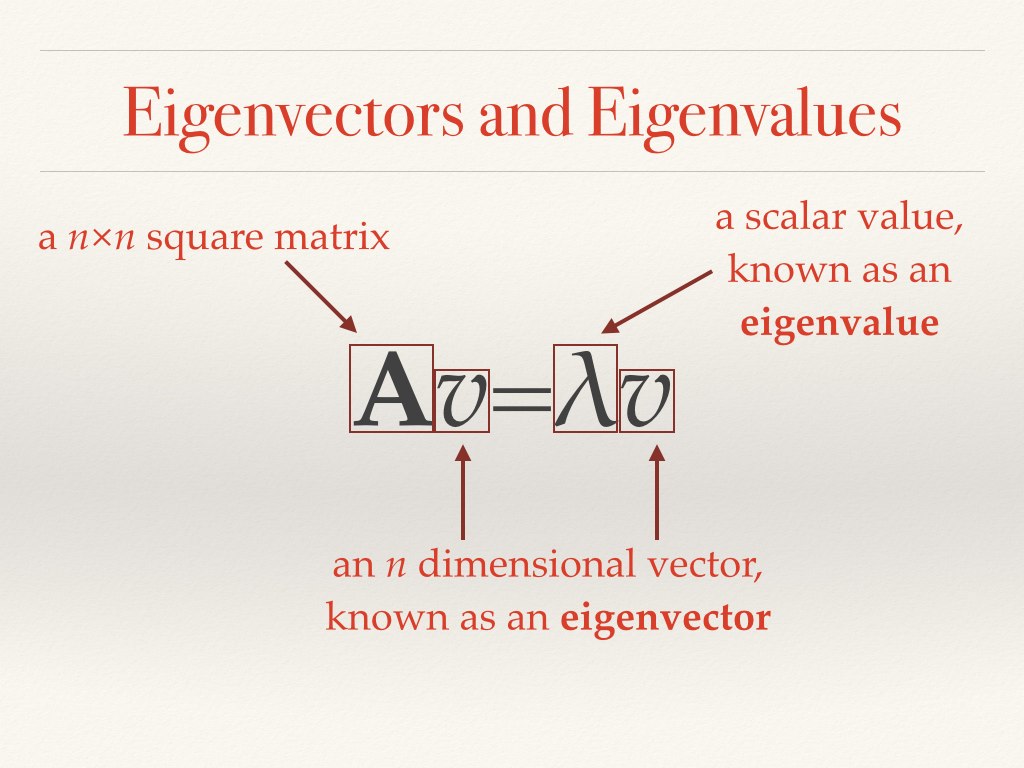 Eigenvectors and Eigenvalues
a n×n square matrix
a scalar value,
known as an
eigenvalue
Av=λv
an n dimensional vector,
known as an eigenvector